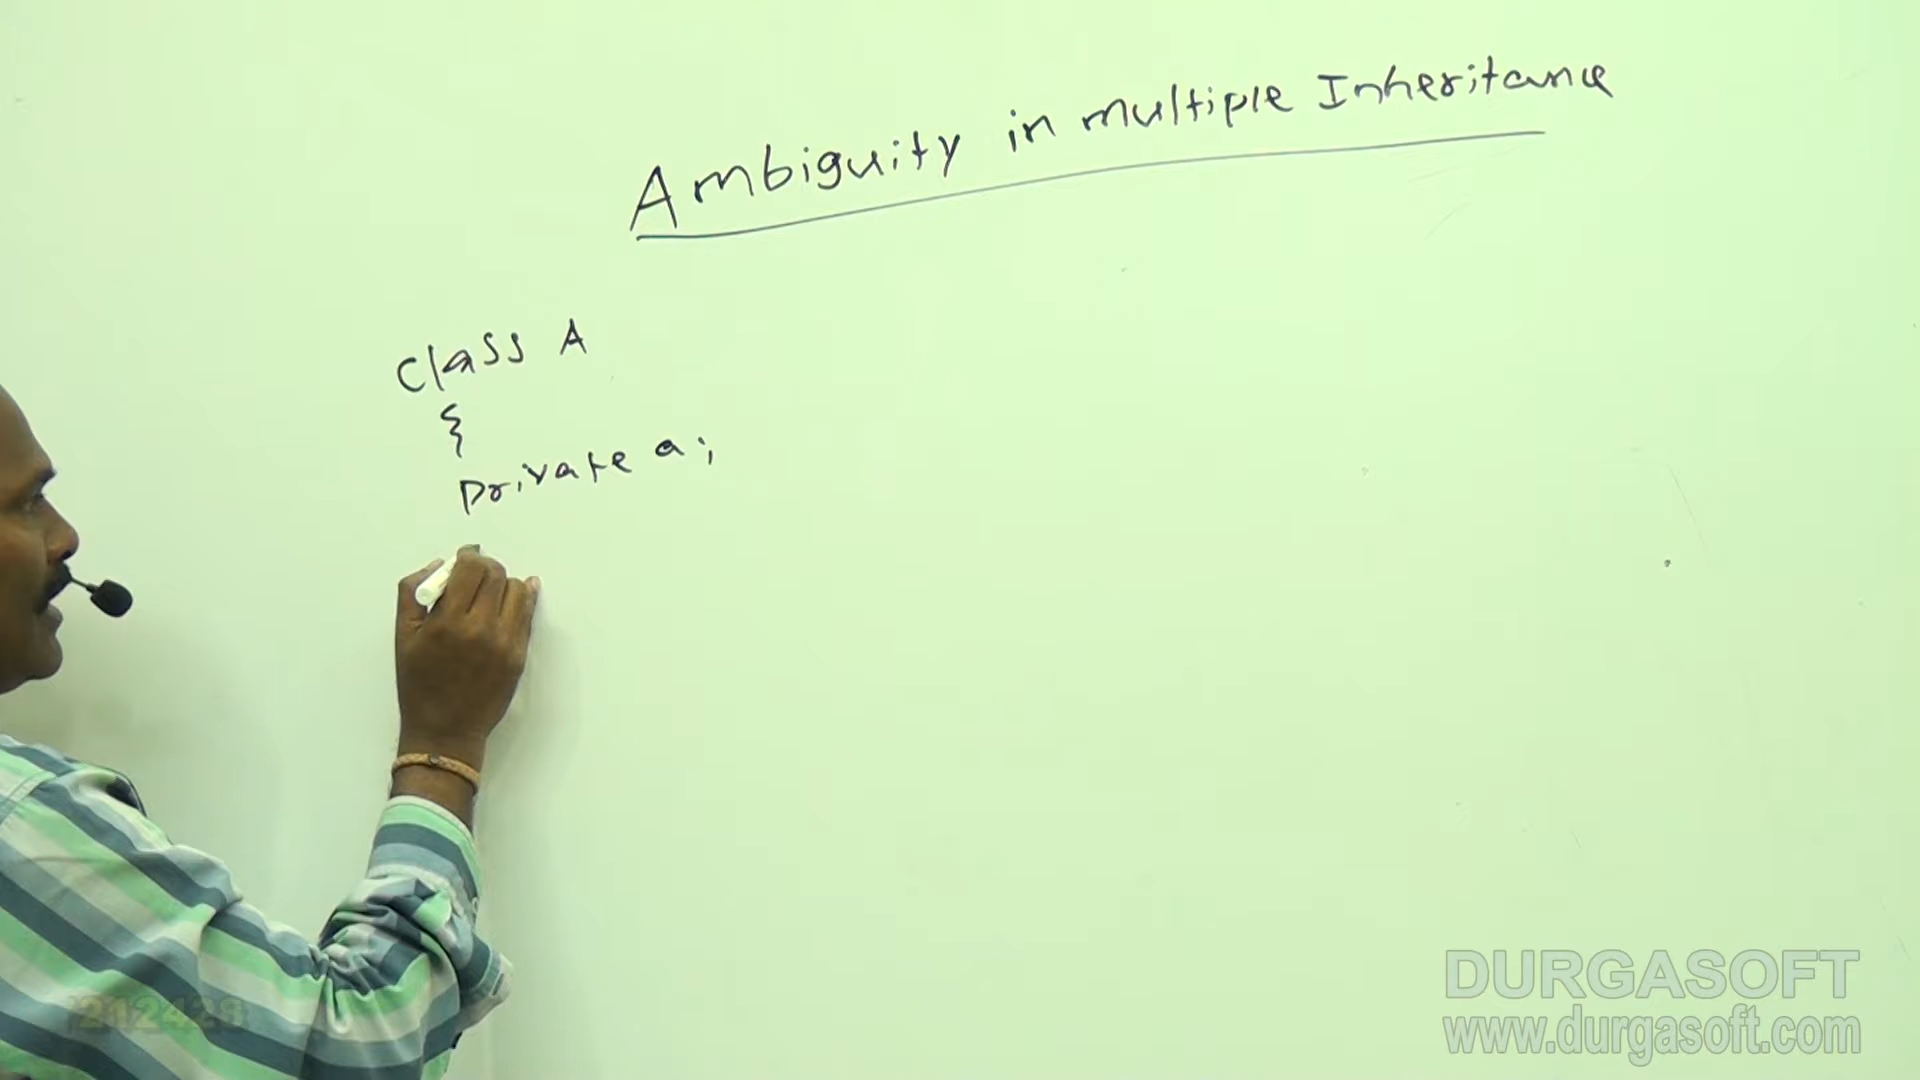 Ambiguity in multiple Inheritance
Class A
{
Private a;
DURGASOFT
www.durgasoft.com